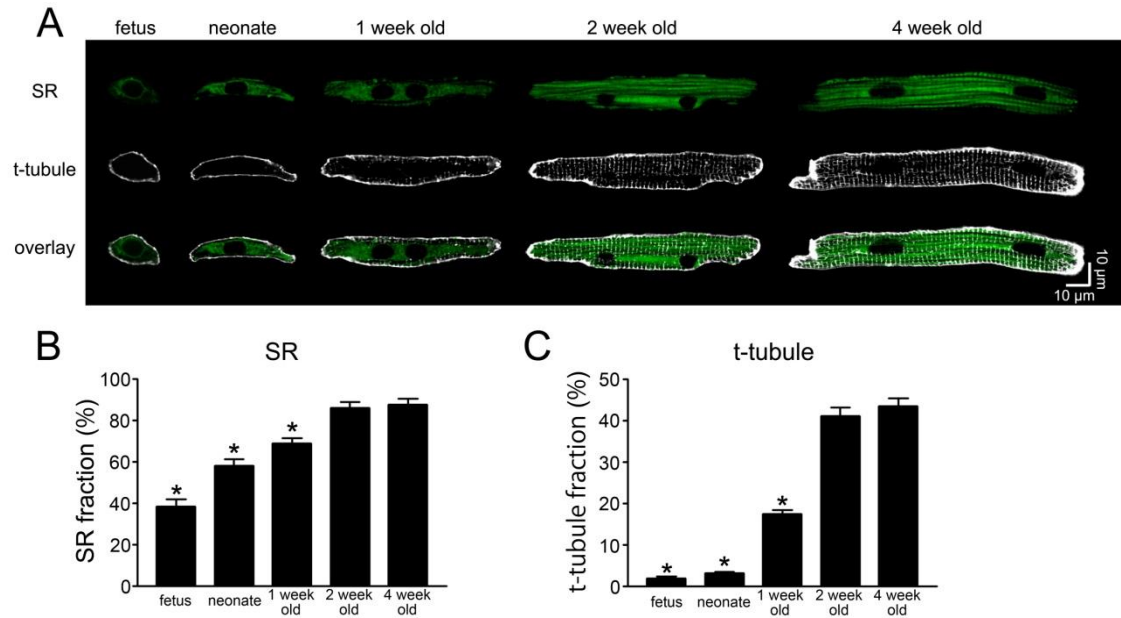 A
fetus neonate 1 week old 2 week old 4 week old
SR
t-tubule
overlay
10 µm
10 µm
B
SR
SR fraction (%)
100
80
60
40
20
0
*
*
*
fetus neonate 1 week old 2 week old 4 week old
C
t-tubule
t-tubule fraction (%)
50
40
30
20
10
0
*
*
*
fetus neonate 1 week old 2 week old 4 week old